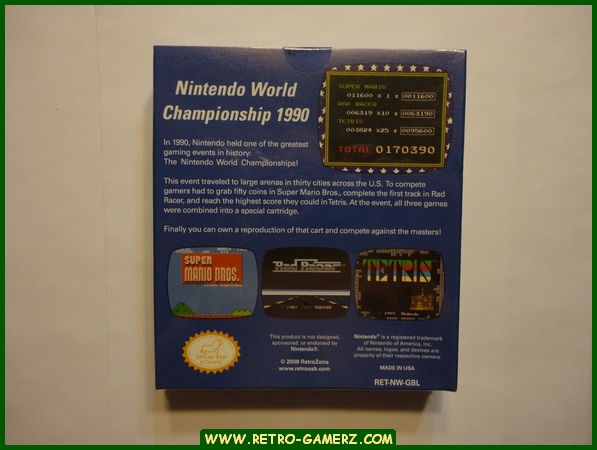 Nintendo World
Championship 1990
SUPER MARIO
011600 x 1 = 0011600
RAD RACER
006319 x10 = 0063190
TETRIS
003824 x25 = 0095600
TOTAL 0170390
In 1990, Nintendo held one of the greatest
gaming events in history:
The Nintendo World Championships!
This event traveled to large arenas in thirty cities across the U.S. To compete
gamers had to grab fifty coins in Super Mario Bros., complete the first track in Rad
Racer, and reach the highest score they could in Tetris. At the event, all three games
were combined into a special cartridge.
Finally you can own a reproduction of that cart and compete against the masters!
SUPER
MARIO BROS.
RAD RACER
SQUARE
TETRIS
Nintendo
Official Seal
of Quality
This product is not designed,
sponsored, or endorsed by
Nintendo®.
© 2008 RetroZone
www.retrousb.com
Nintendo® is a registered trademark
of Nintendo of America, Inc.
All names, logos, and devices are
property of their respective owners.
MADE IN USA
RET-NW-GBL
WWW.RETRO-GAMERZ.COM